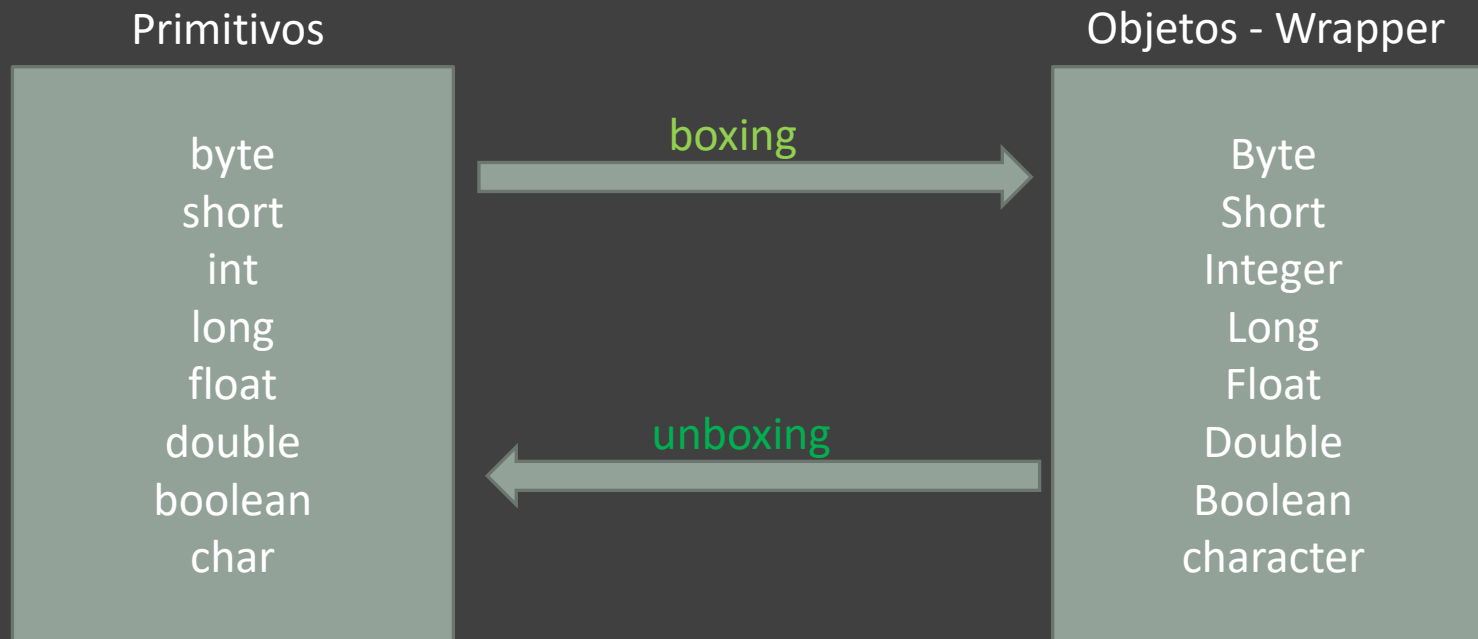 Primitivos
byte
short
int
long
float
double
boolean
char
boxing
unboxing
Objetos - Wrapper
Byte
Short
Integer
Long
Float
Double
Boolean
character